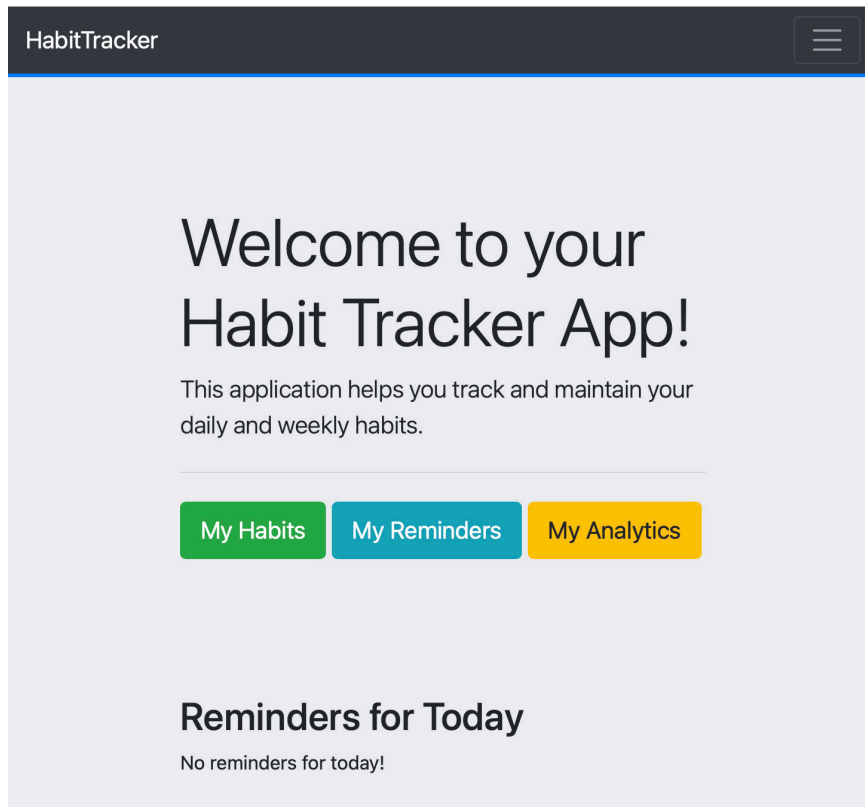 HabitTracker
Welcome to your
Habit Tracker App!
This application helps you track and maintain your
daily and weekly habits.
My Habits My Reminders My Analytics
Reminders for Today
No reminders for today!